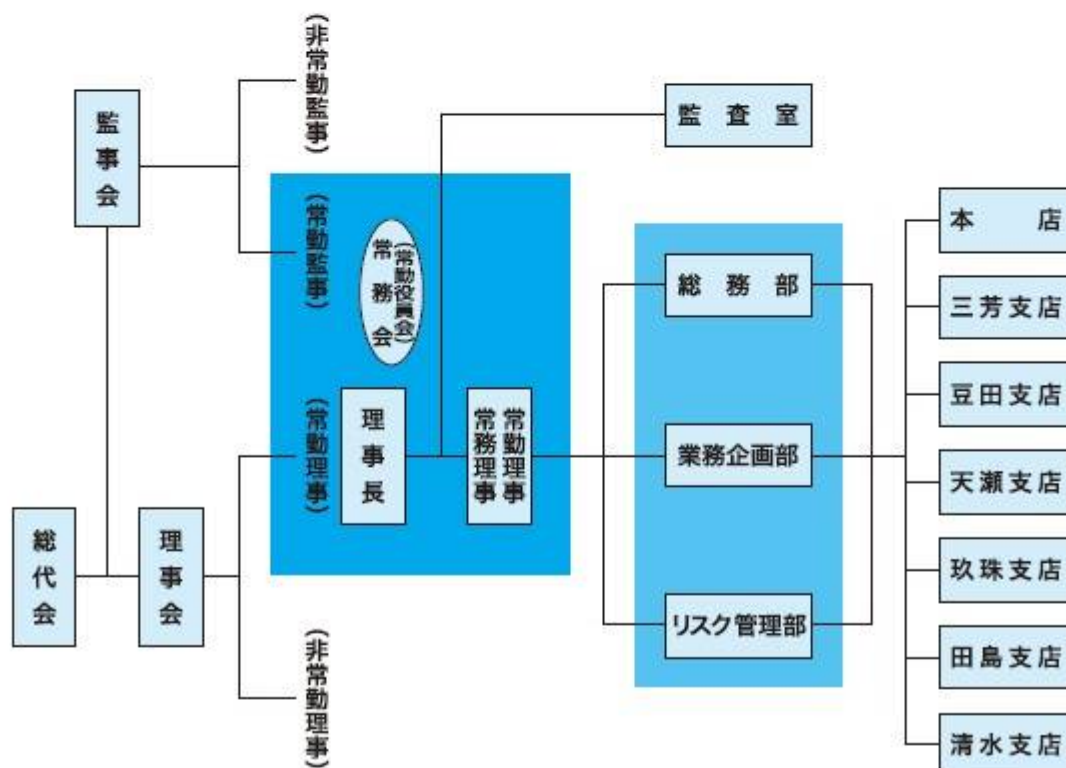 (非常勤監事)
監事会
(常勤監事)
常務会
(常勤役員会)
(常勤理事)
理事長
常勤理事
常務理事
総代会
理事会
(非常勤理事)
監査室
総務部
業務企画部
リスク管理部
本店
三芳支店
豆田支店
天瀬支店
玖珠支店
田島支店
清水支店